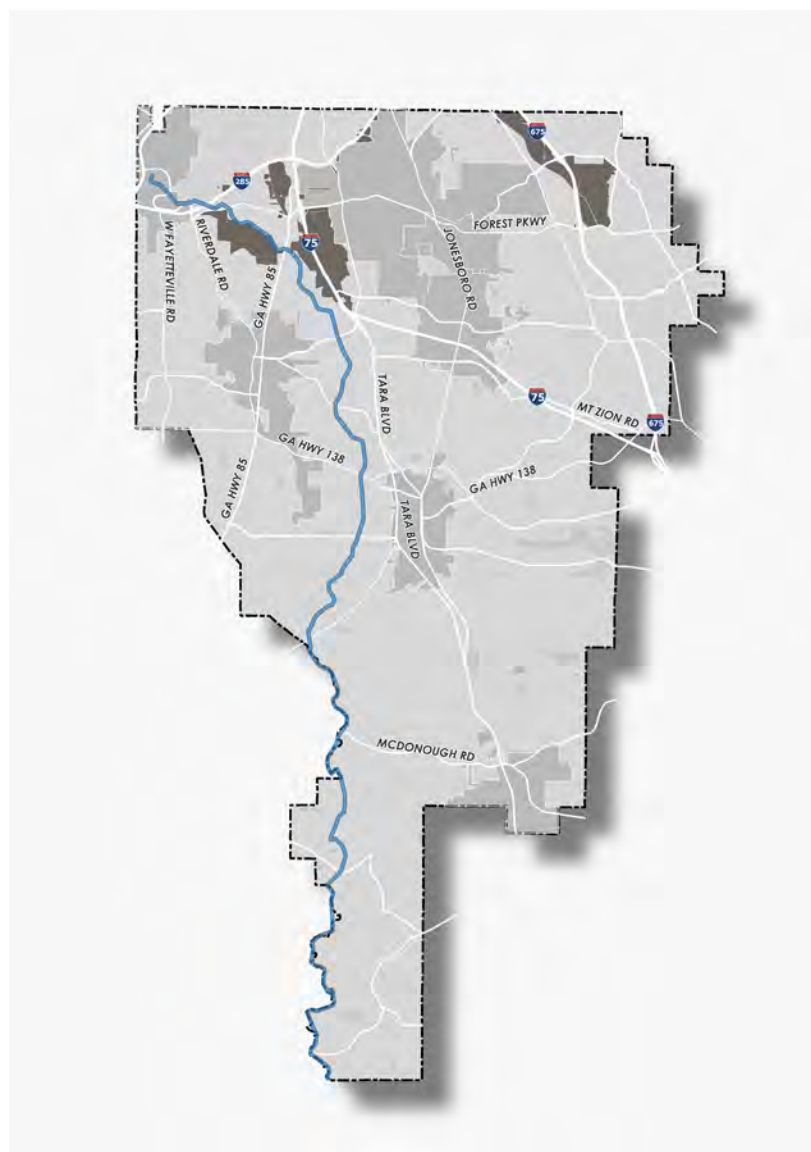 675
285
FOREST PKWY
W FAYETTEVILLE RD
RIVERDALE RD
GA HWY 85
75
JONESBORO RD
TARA BLVD
75
MT ZION RD
675
GA HWY 138
GA HWY 85
GA HWY 138
TARA BLVD
MCDONOUGH RD